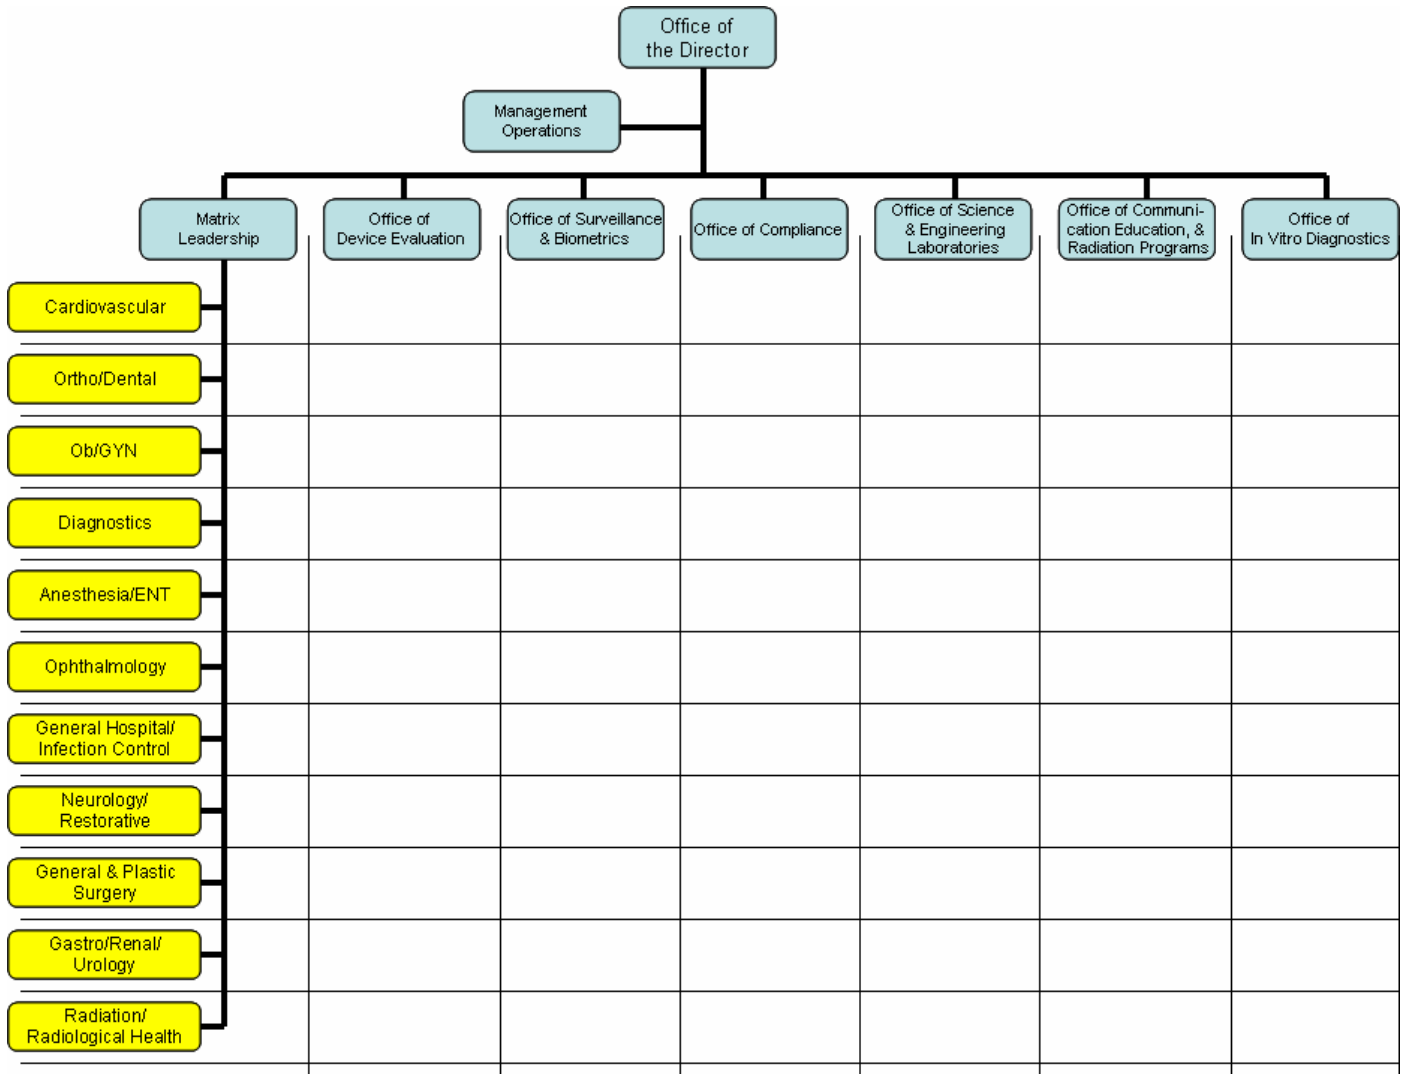 Office of
the Director
Management
Operations
Matrix
Leadership
Office of
Device Evaluation
Office of Surveillance
& Biometrics
Office of Compliance
Office of Science
& Engineering
Laboratories
Office of Communi-
cation Education, &
Radiation Programs
Office of
In Vitro Diagnostics
Cardiovascular
Ortho/Dental
Ob/GYN
Diagnostics
Anesthesia/ENT
Ophthalmology
General Hospital/
Infection Control
Neurology/
Restorative
General & Plastic
Surgery
Gastro/Renal/
Urology
Radiation/
Radiological Health